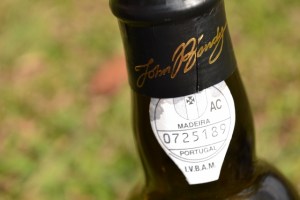 John Blandy
AC
MADEIRA
0725189
PORTUGAL
I.V.B.A.M